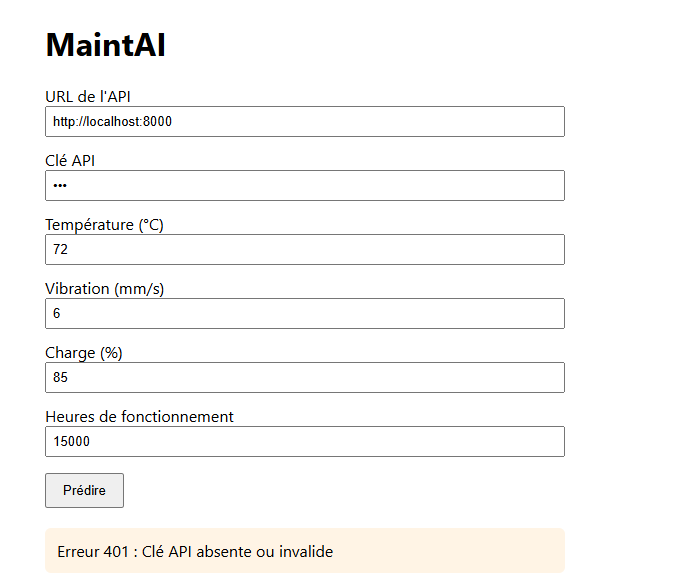 MaintAI
URL de l'API
http://localhost:8000
Clé API
•••
Température (°C)
72
Vibration (mm/s)
6
Charge (%)
85
Heures de fonctionnement
15000
Prédire
Erreur 401 : Clé API absente ou invalide